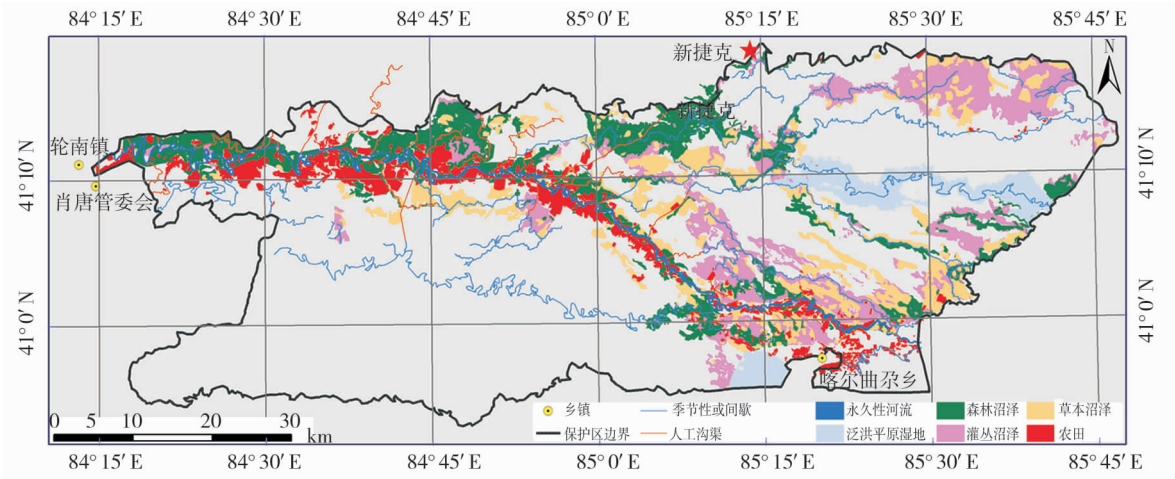 84°15′E 84°30′E 84°45′E 85°0′E 85°15′E 85°30′E 85°45′E
N
新捷克
新捷克
轮南镇
肖唐管委会
41°10′N
41°10′N
41°0′N
41°0′N
喀尔曲尕乡
0 5 10 20 30
km
乡镇 季节性或间歇 永久性河流 森林沼泽 草本沼泽
保护区边界 人工沟渠 泛洪平原湿地 灌丛沼泽 农田
84°15′E 84°30′E 84°45′E 85°0′E 85°15′E 85°30′E 85°45′E